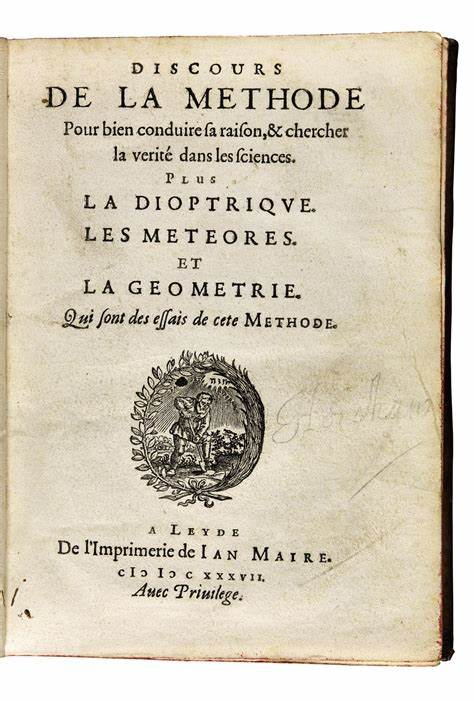 DISCOURS
DE LA METHODE
Pour bien conduire ſa raiſon, & chercher
la verité dans les ſciences.
PLUS
LA DIOPTRIQVE.
LES METEORES.
ET
LA GEOMETRIE.
Qui ſont des eſſais de cete METHODE.
A LEYDE
De l'Imprimerie de IAN MAIRE.
cIɔ Iɔ c XXXVII.
Auec Priuilege.